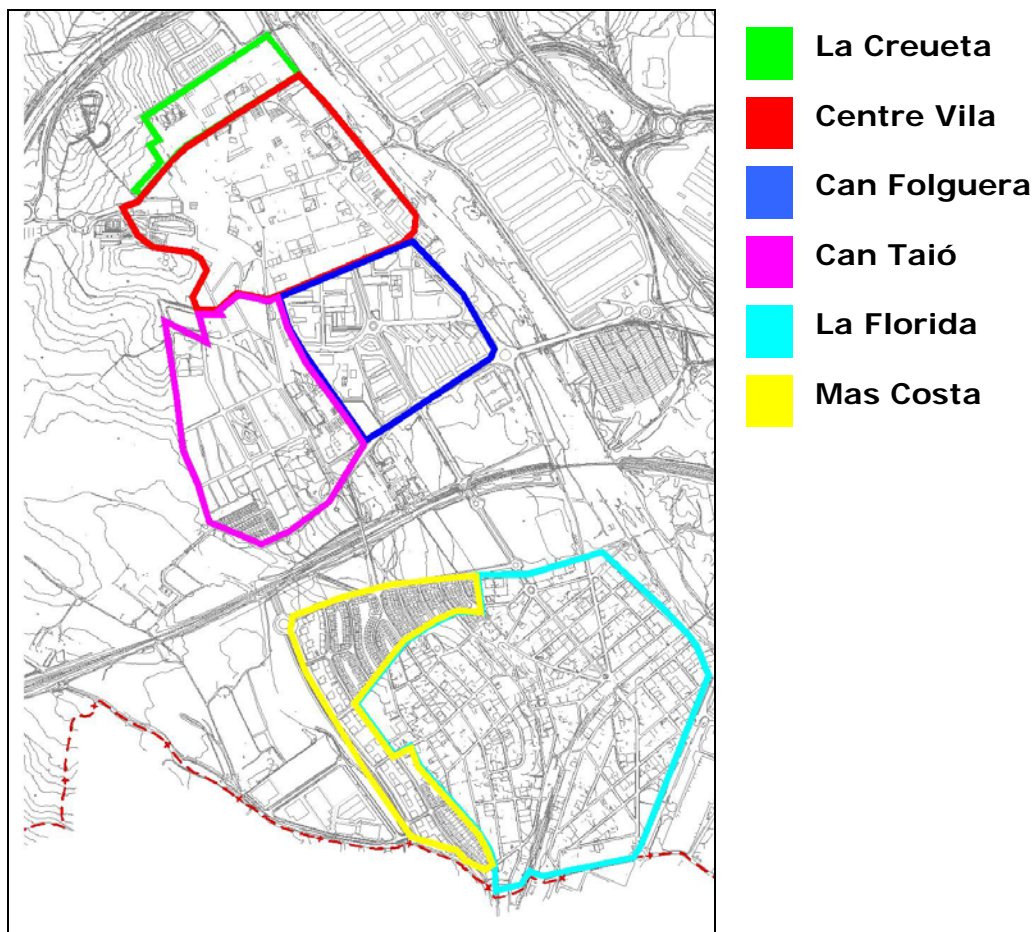 La Creueta
Centre Vila
Can Folguera
Can Taió
La Florida
Mas Costa